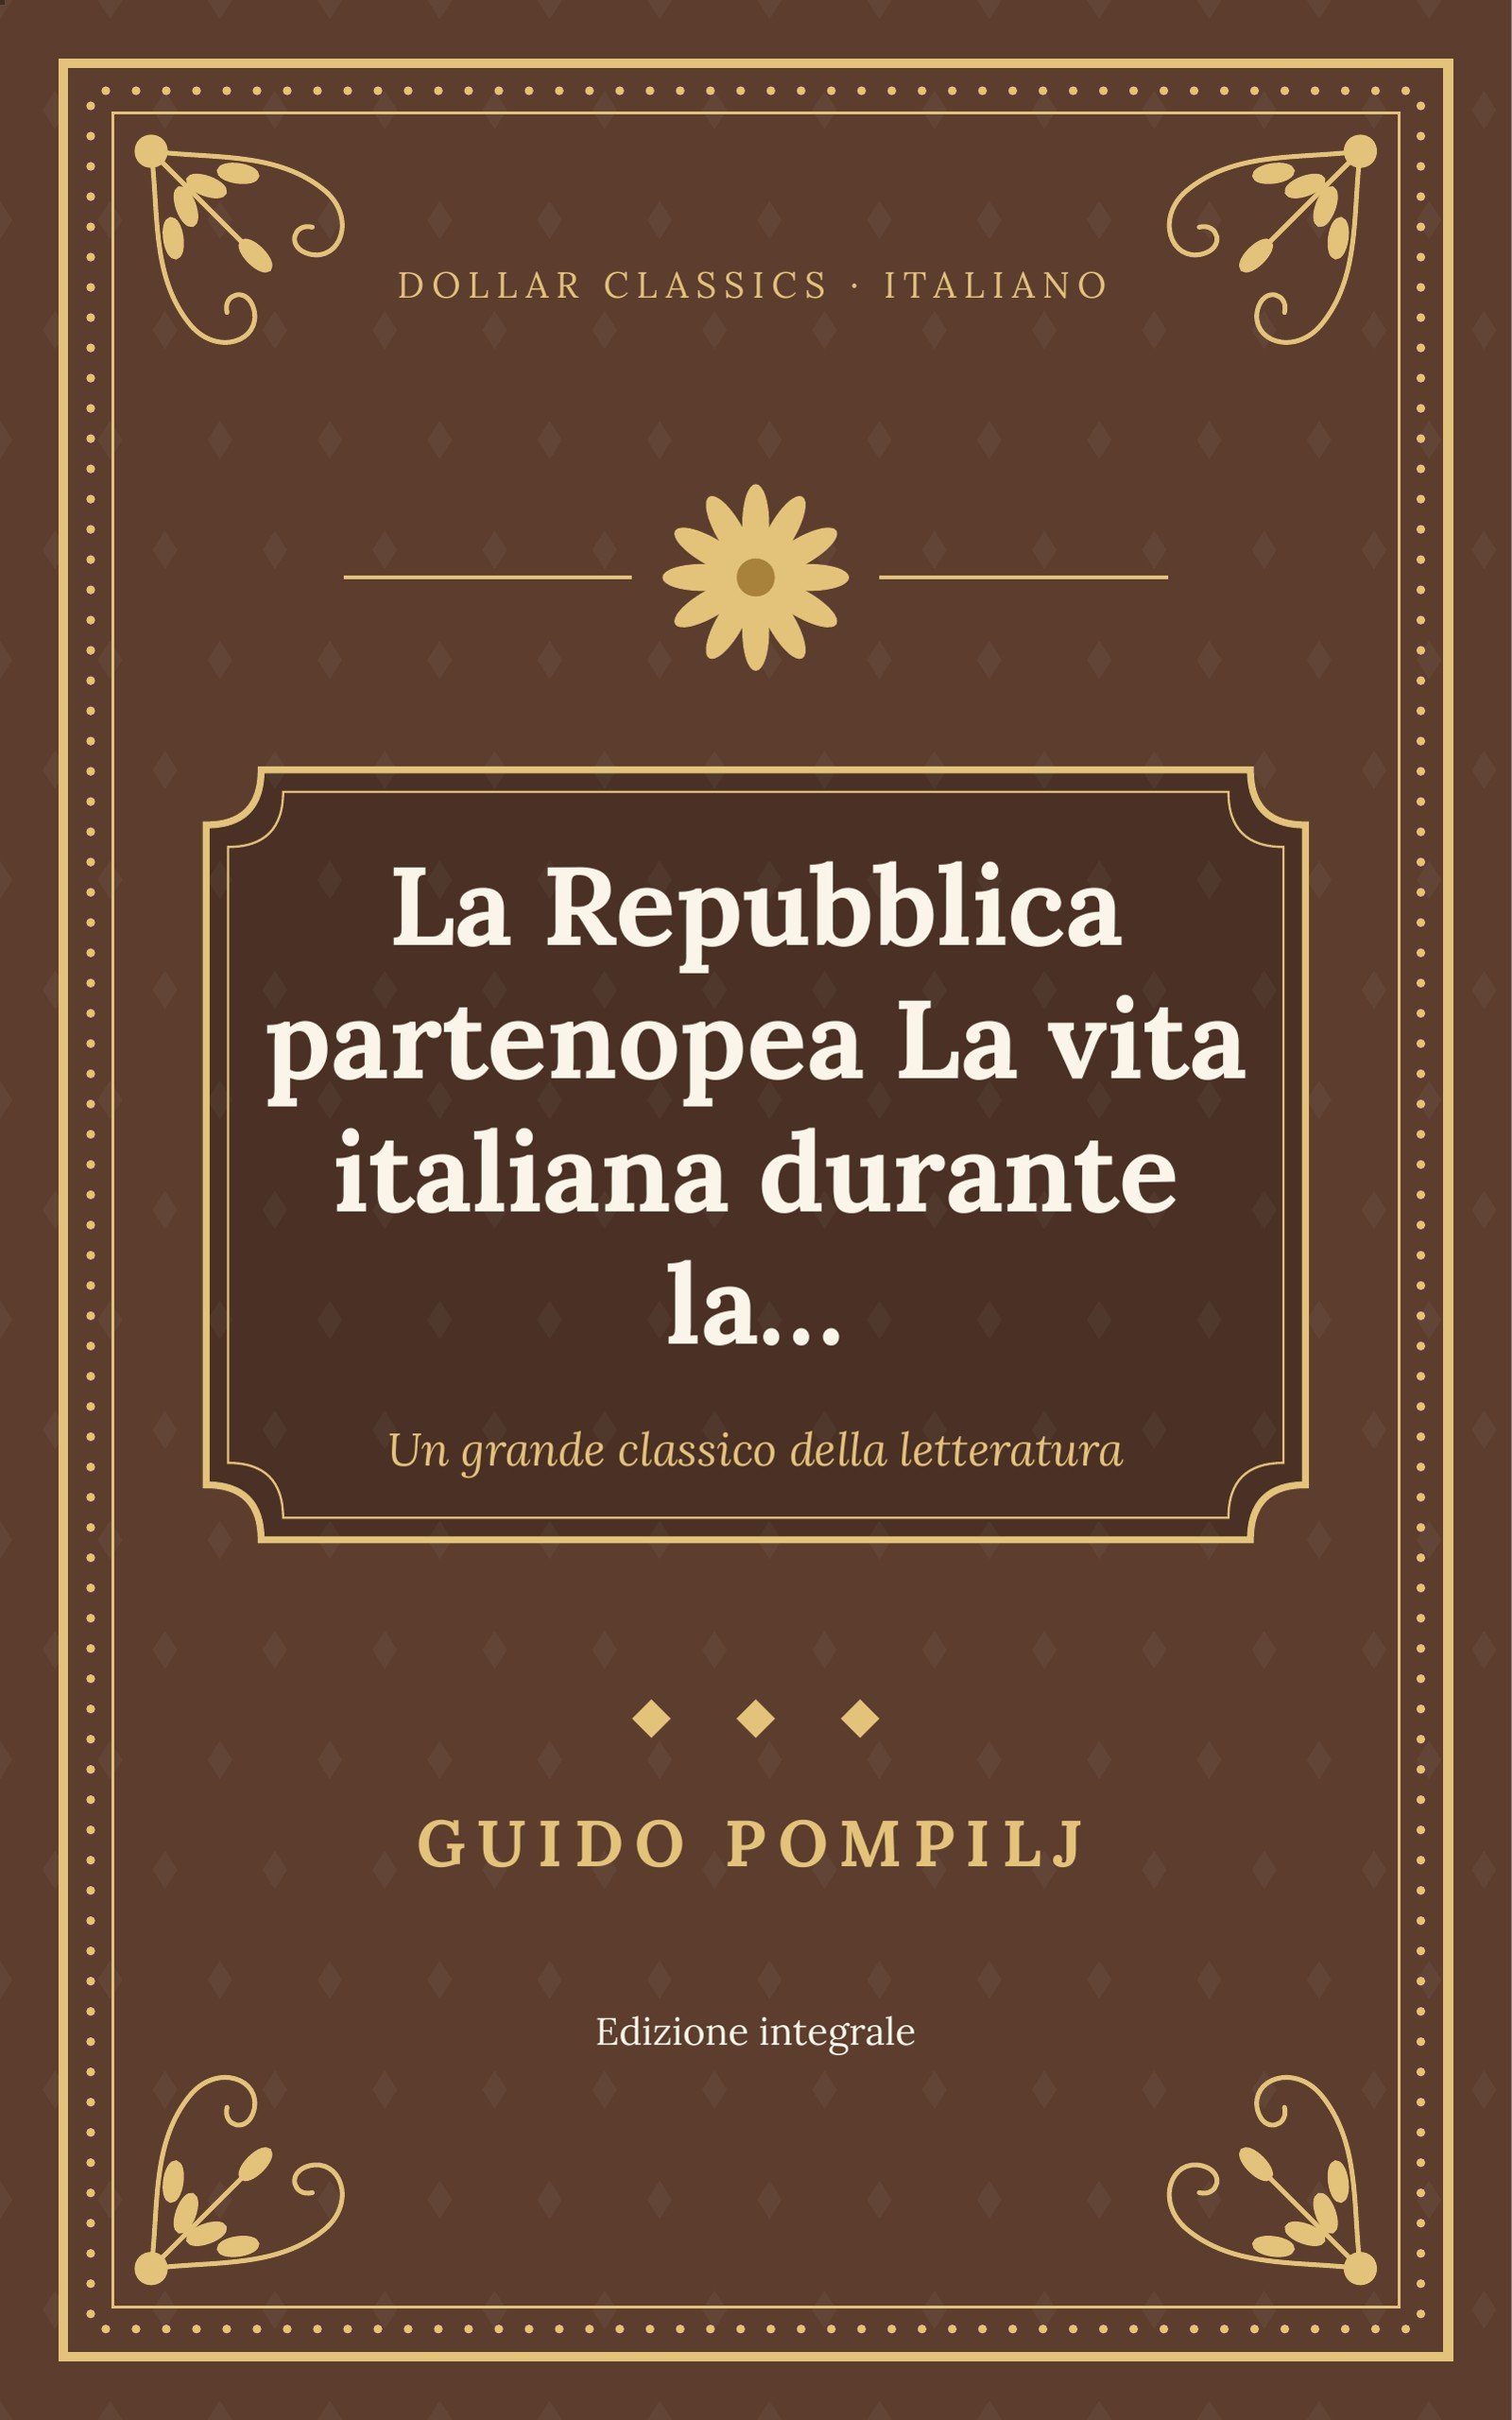 DOLLAR CLASSICS · ITALIANO
La Repubblica
partenopea La vita
italiana durante
la...
Un grande classico della letteratura
GUIDO POMPILJ
Edizione integrale